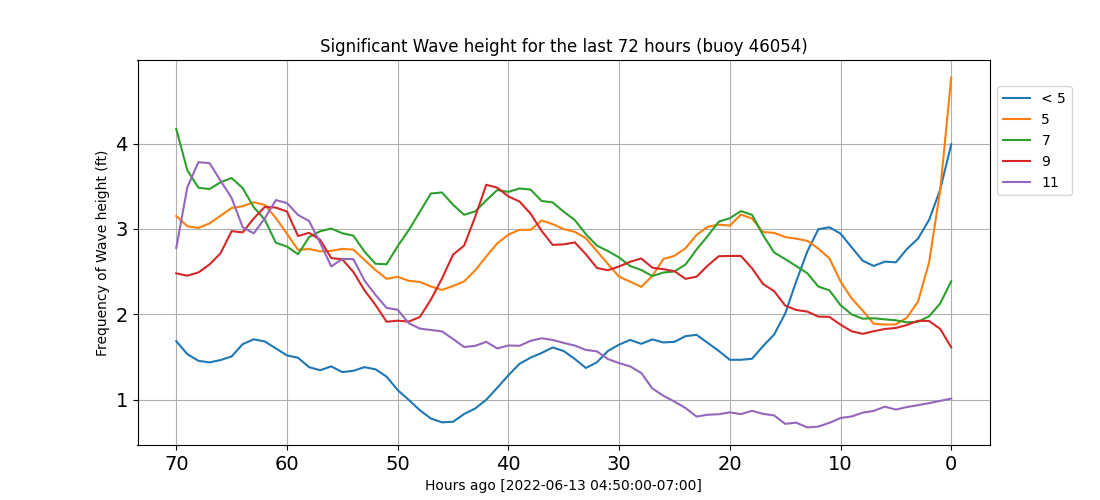 Significant Wave height for the last 72 hours (buoy 46054)
Frequency of Wave height (ft)
4
3
2
1
70 60 50 40 30 20 10 0
Hours ago [2022-06-13 04:50:00-07:00]
< 5
5
7
9
11